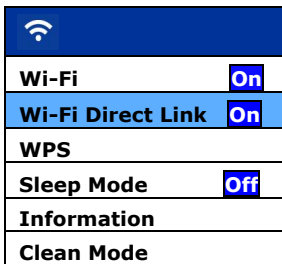 Wi-Fi On
Wi-Fi Direct Link On
WPS
Sleep Mode Off
Information
Clean Mode